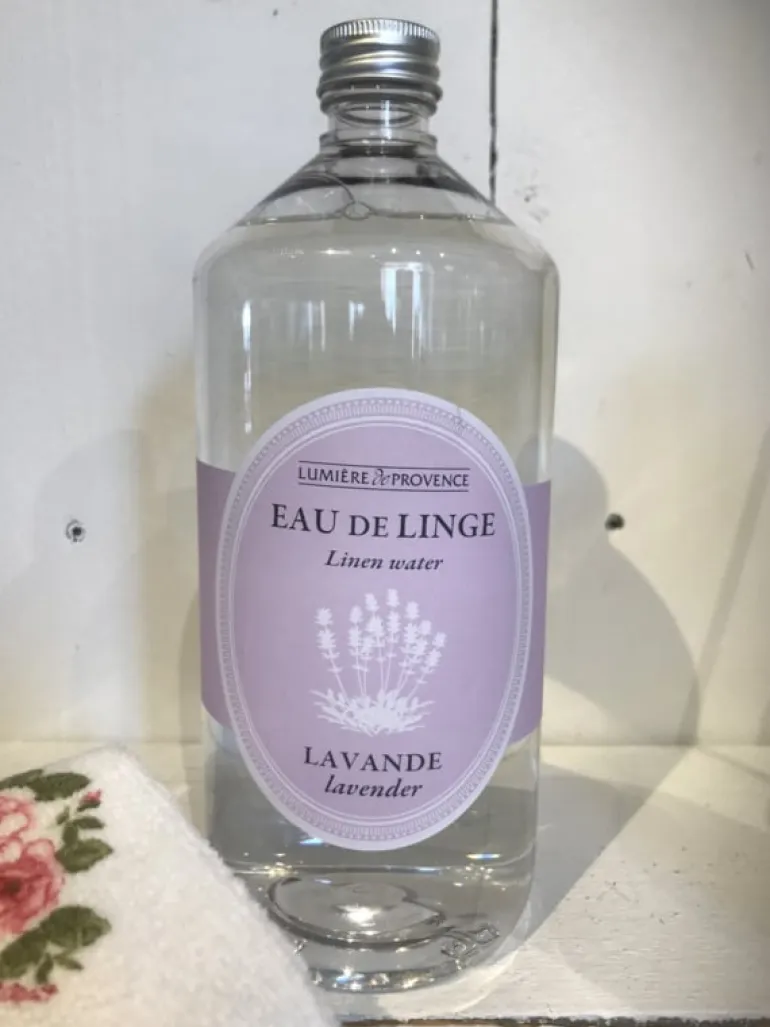 LUMIÈRE de PROVENCE
EAU DE LINGE
Linen water
LAVANDE
lavender